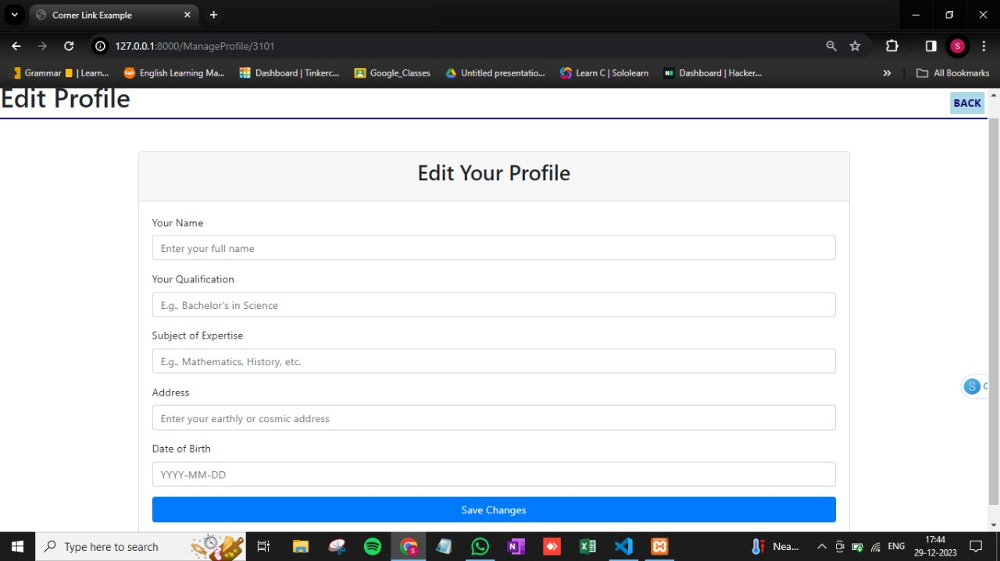 Corner Link Example
127.0.0.1:8000/ManageProfile/3101
S
Grammar | Learn...
English Learning Ma...
Dashboard | Tinkerc...
Google_Classes
Untitled presentatio...
Learn C | Sololearn
Dashboard | Hacker...
All Bookmarks
Edit Profile
BACK
Edit Your Profile
Your Name
Enter your full name
Your Qualification
E.g., Bachelor's in Science
Subject of Expertise
E.g., Mathematics, History, etc.
Address
Enter your earthly or cosmic address
Date of Birth
YYYY-MM-DD
Save Changes
Type here to search
Nea...
ENG
17:44
29-12-2023